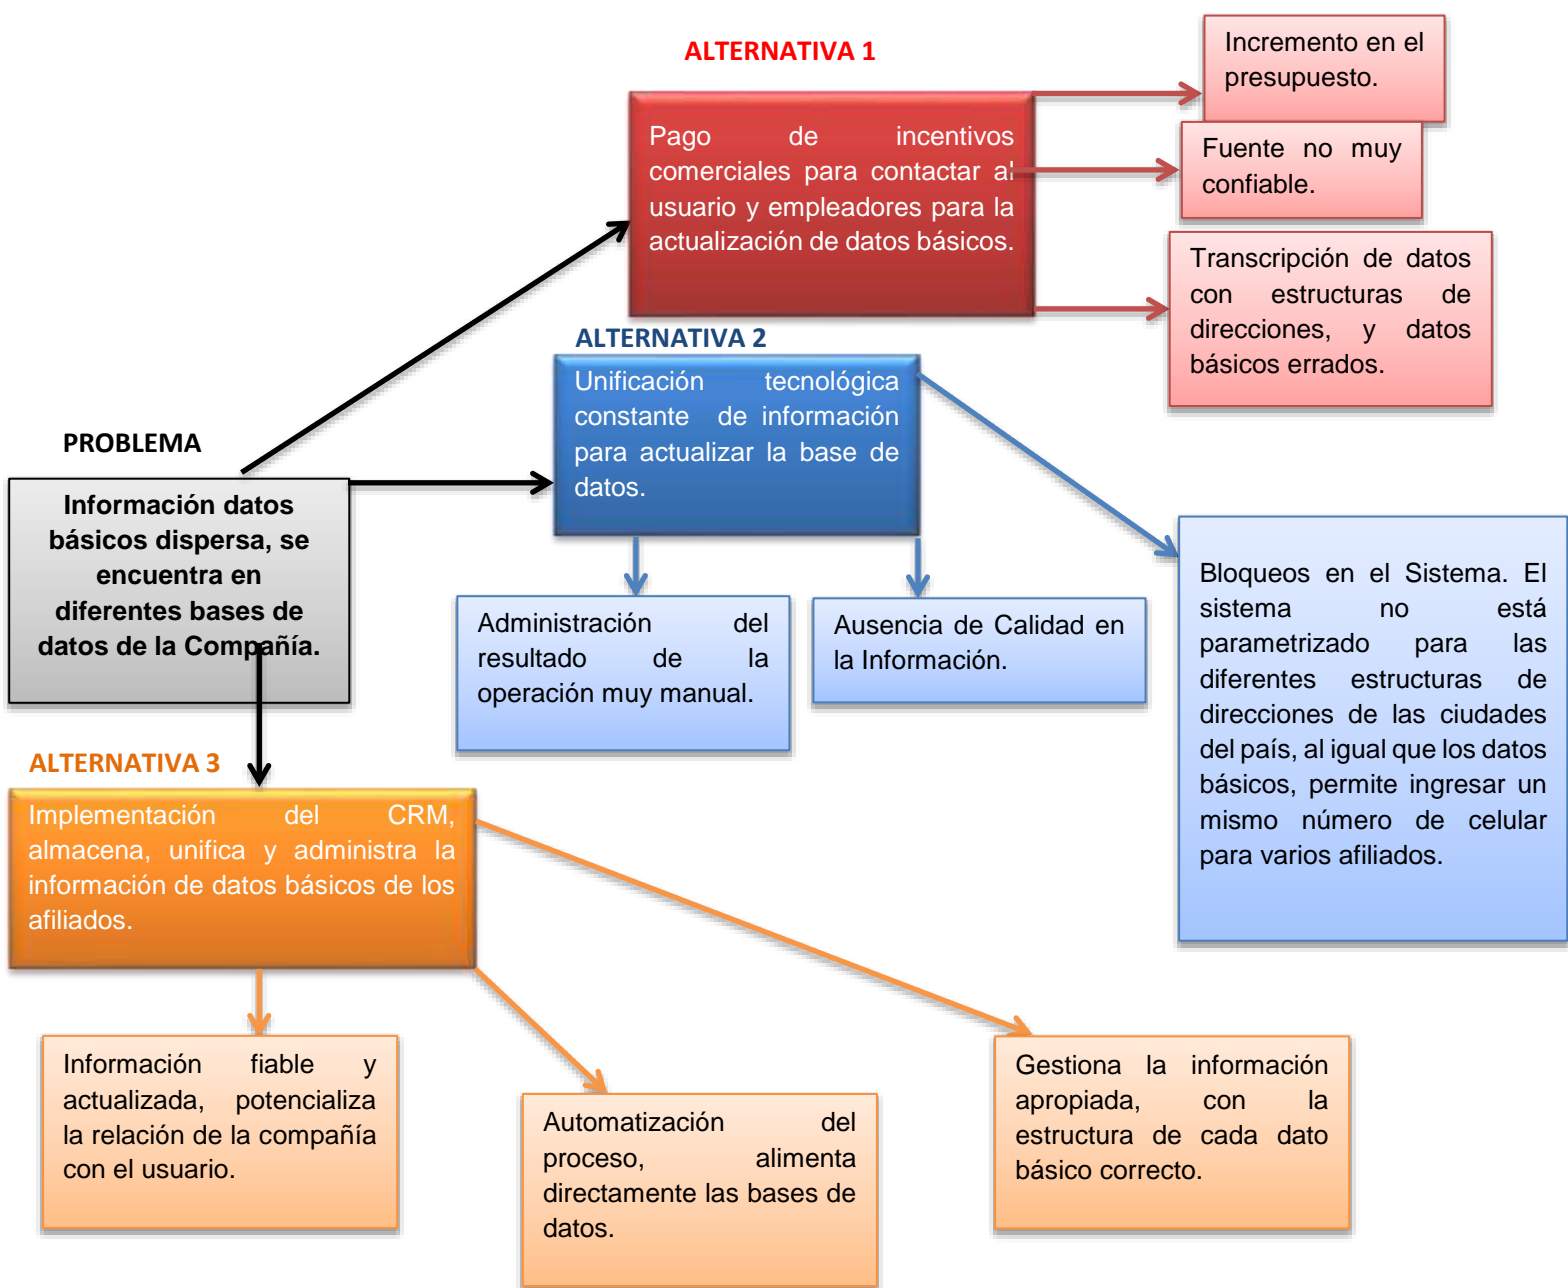 ALTERNATIVA 1
Pago de incentivos
comerciales para contactar al
usuario y empleadores para la
actualización de datos básicos.
Incremento en el
presupuesto.
Fuente no muy
confiable.
Transcripción de datos
con estructuras de
direcciones, y datos
básicos errados.
ALTERNATIVA 2
Unificación tecnológica
constante de información
para actualizar la base de
datos.
PROBLEMA
Información datos
básicos dispersa, se
encuentra en
diferentes bases de
datos de la Compañía.
Administración del
resultado de la
operación muy manual.
Ausencia de Calidad en
la Información.
Bloqueos en el Sistema. El
sistema no está
parametrizado para las
diferentes estructuras de
direcciones de las ciudades
del país, al igual que los datos
básicos, permite ingresar un
mismo número de celular
para varios afiliados.
ALTERNATIVA 3
Implementación del CRM,
almacena, unifica y administra la
información de datos básicos de los
afiliados.
Información fiable y
actualizada, potencializa
la relación de la compañía
con el usuario.
Automatización del
proceso, alimenta
directamente las bases de
datos.
Gestiona la información
apropiada, con la
estructura de cada dato
básico correcto.